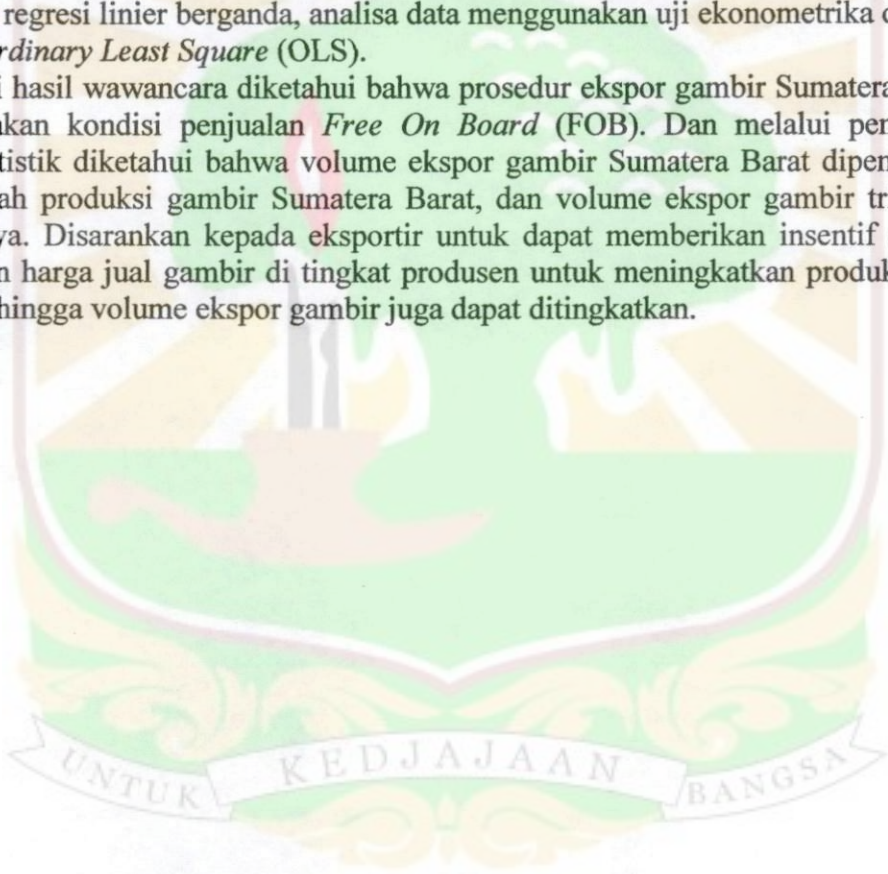 regresi linier berganda, analisa data menggunakan uji ekonometrika
rdinary Least Square (OLS).
hasil wawancara diketahui bahwa prosedur ekspor gambir Sumatera
kan kondisi penjualan Free On Board (FOB). Dan melalui per
tistik diketahui bahwa volume ekspor gambir Sumatera Barat dipen
ah produksi gambir Sumatera Barat, dan volume ekspor gambir tr
ya. Disarankan kepada eksportir untuk dapat memberikan insentif
n harga jual gambir di tingkat produsen untuk meningkatkan produk
hingga volume ekspor gambir juga dapat ditingkatkan.
UNTUK KEDJAJAAN BANGSA